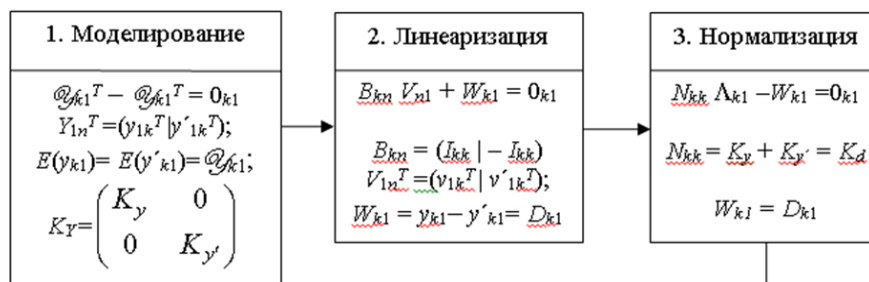 1. Моделирование
𝒴k1ᵀ − 𝒴k1ᵀ = 0k1
Y1nᵀ =(y1kᵀ|y´1kᵀ);
E(yk1)= E(y´k1)=𝒴k1;
KY= (Ky 0
0 Ky')
2. Линеаризация
Bkn Vn1 + Wk1 = 0k1
Bkn = (Ikk | − Ikk)
V1nᵀ =(v1kᵀ| v´1kᵀ);
Wk1 = yk1− y´k1= Dk1
3. Нормализация
Nkk Λk1 −Wk1 =0k1
Nkk = Ky + Ky´ = Kd
Wk1 = Dk1